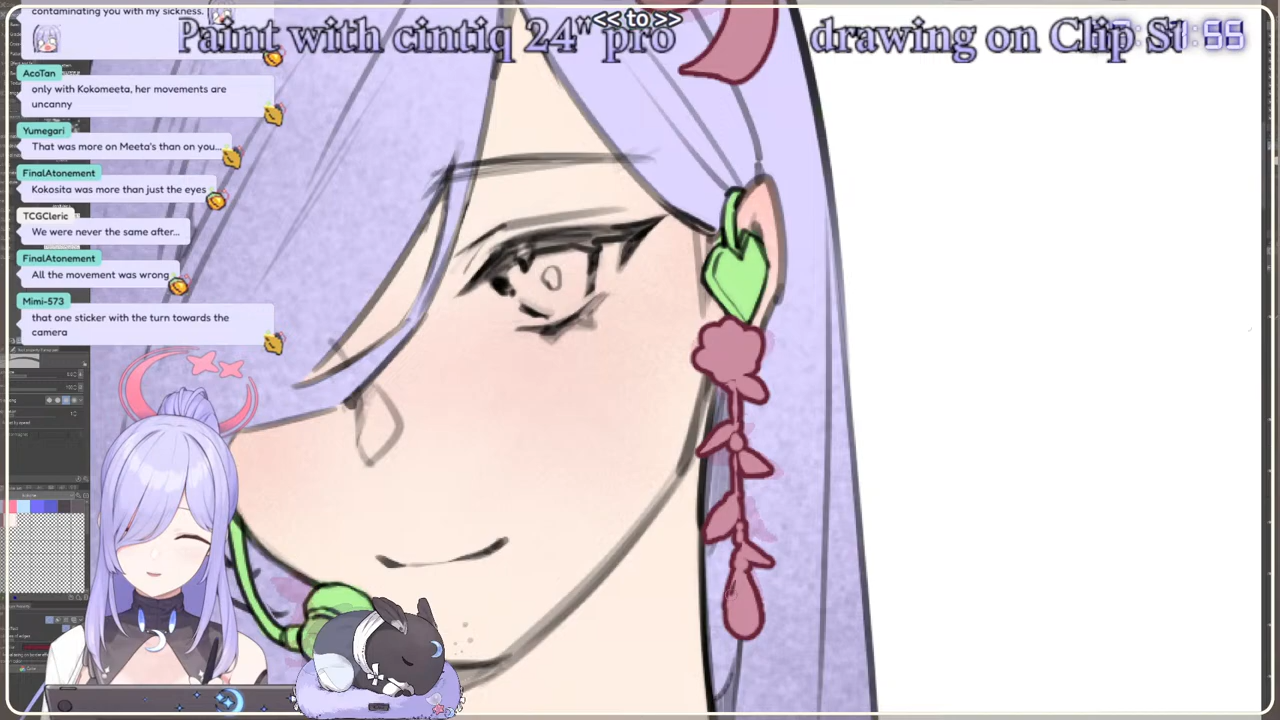 contaminating you with my sickness.
<< to >>
Paint with cintiq 24" pro drawing on Clip St
AcoTan
only with Kokomeeta, her movements are
uncanny
Yumegari
That was more on Meeta's than on you...
FinalAtonement
Kokosita was more than just the eyes
TCGCleric
We were never the same after...
FinalAtonement
All the movement was wrong
Mimi-573
that one sticker with the turn towards the
camera